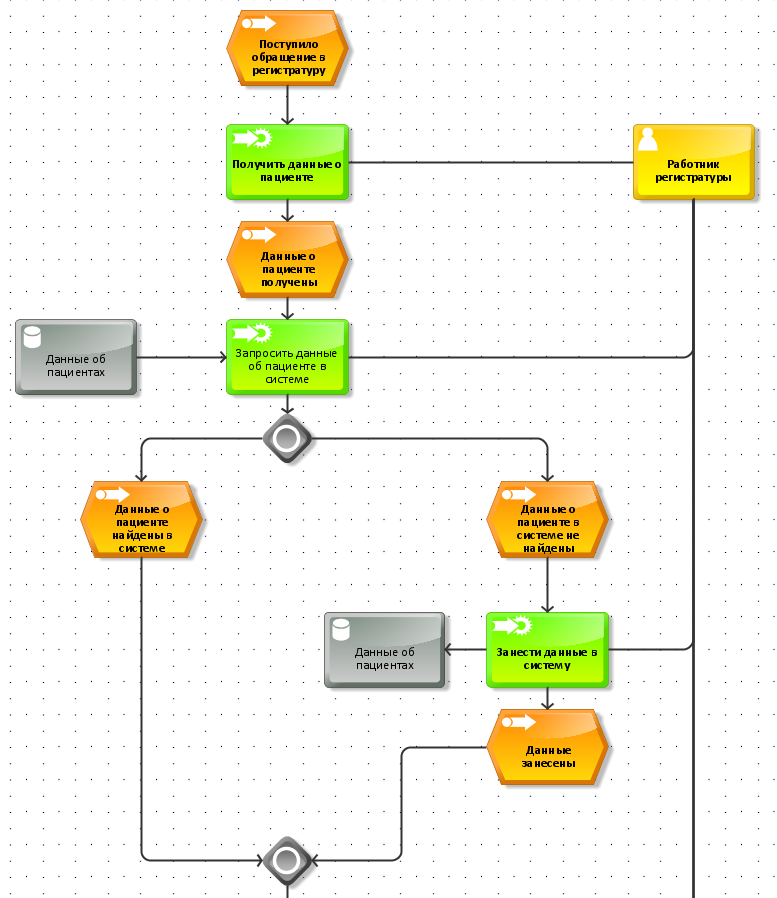 Поступило
обращение в
регистратуру
Получить данные о
пациенте
Работник
регистратуры
Данные о
пациенте
получены
Данные об
пациентах
Запросить данные
об пациенте в
системе
Данные о
пациенте
найдены в
системе
Данные о
пациенте в
системе не
найдены
Данные об
пациентах
Занести данные в
систему
Данные
занесены